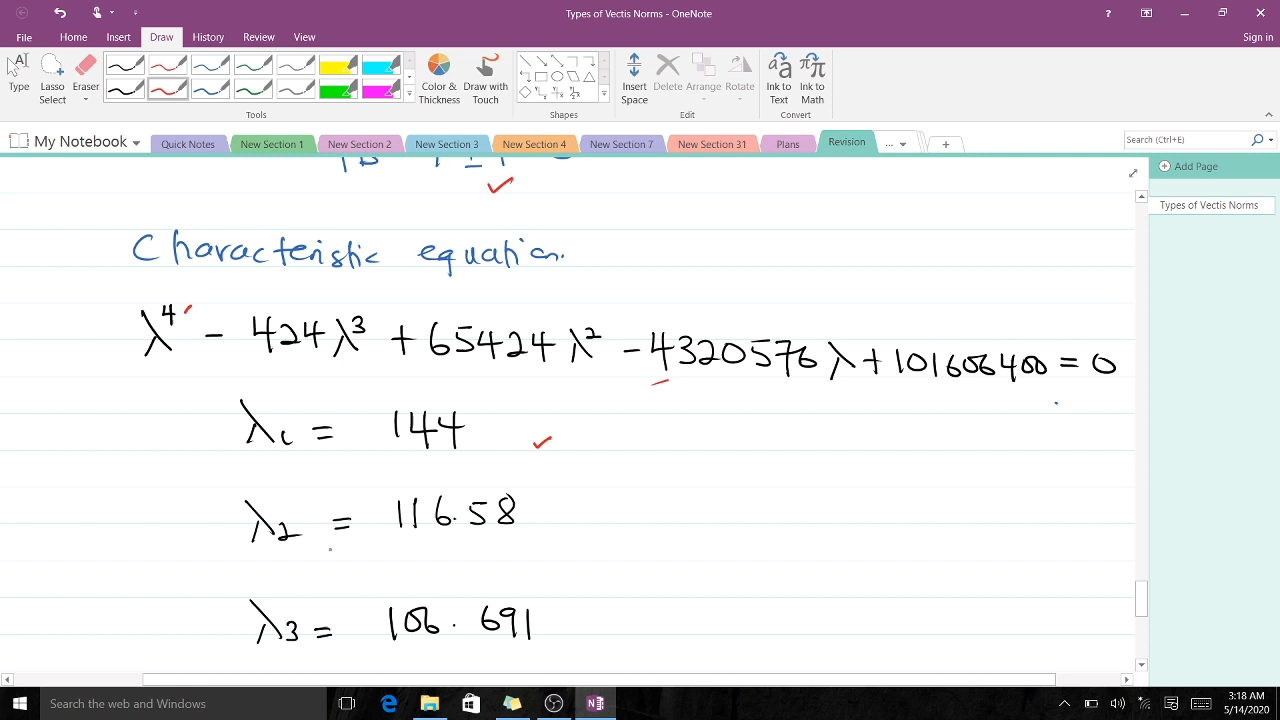 Types of Vectis Norms - OneNote
Sign in
File Home Insert Draw History Review View
Type
Lasso Select
Eraser
Color & Thickness
Draw with Touch
Insert Space
Delete
Arrange
Rotate
Ink to Text
Ink to Math
Tools
Shapes
Edit
Convert
My Notebook
Quick Notes
New Section 1
New Section 2
New Section 3
New Section 4
New Section 7
New Section 31
Plans
Revision
...
Search (Ctrl+E)
Add Page
Types of Vectis Norms
Characteristic equation.
λ⁴ - 424λ³ + 65424λ² - 4320576λ + 101606400 = 0
λ₁ = 144
λ₂ = 116.58
λ₃ = 106.691
Search the web and Windows
3:18 AM
5/14/2020